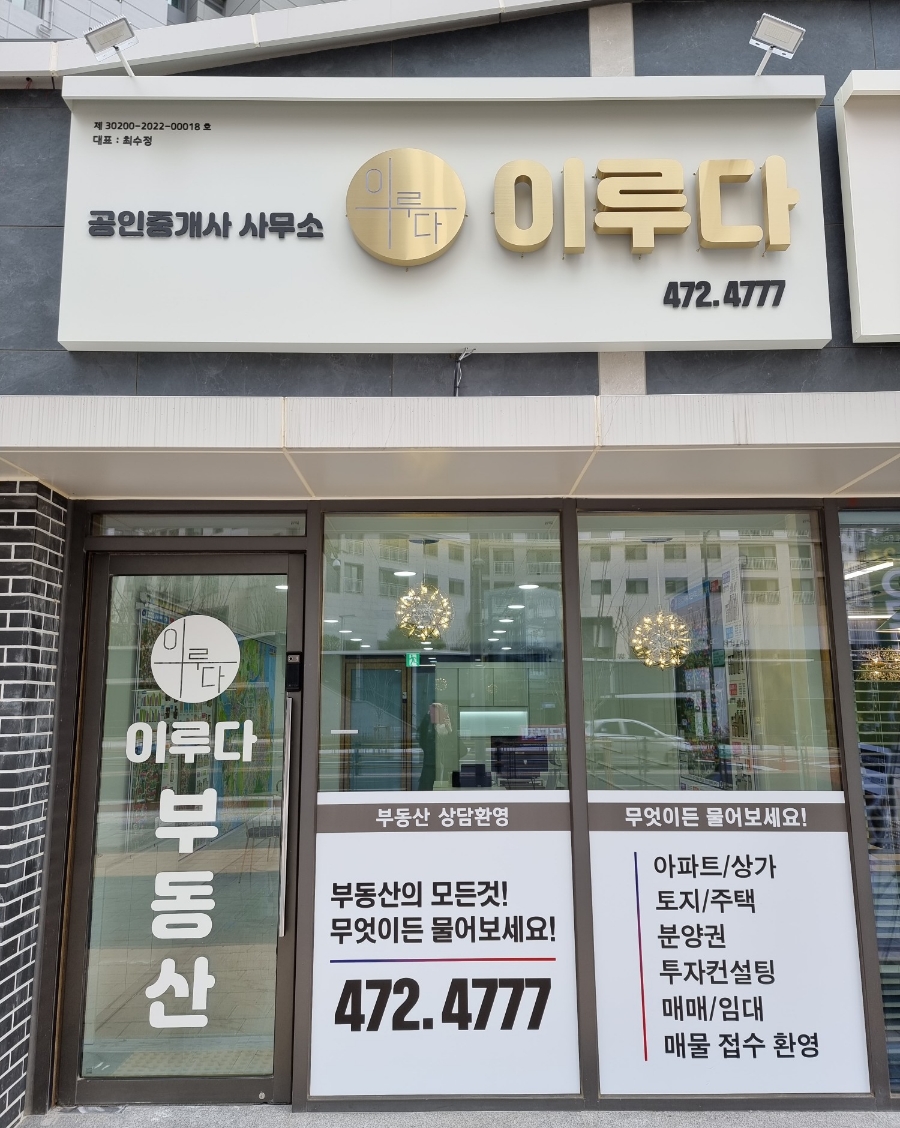 제 30200-2022-00018 호
대표 : 최수정
공인중개사 사무소
이루다
이루다
472.4777
이루다
이루다
부동산
부동산 상담환영
부동산의 모든것!
무엇이든 물어보세요!
472.4777
무엇이든 물어보세요!
아파트/상가
토지/주택
분양권
투자컨설팅
매매/임대
매물 접수 환영